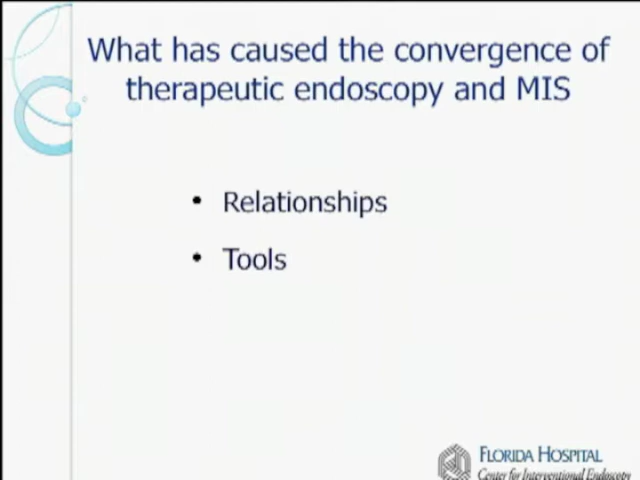 What has caused the convergence of
therapeutic endoscopy and MIS
• Relationships
• Tools
FLORIDA HOSPITAL
Center for Interventional Endoscopy